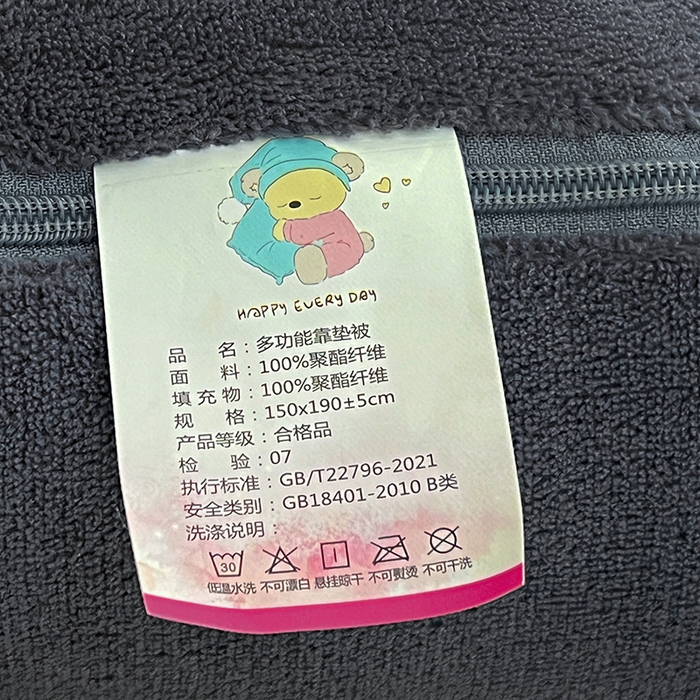 HAPPY EVERY DAY
品 名：多功能靠垫被
面 料：100%聚酯纤维
填充物：100%聚酯纤维
规 格：150x190±5cm
产品等级：合格品
检 验：07
执行标准：GB/T22796-2021
安全类别：GB18401-2010 B类
洗涤说明：
30
低温水洗 不可漂白 悬挂晾干 不可熨烫 不可干洗